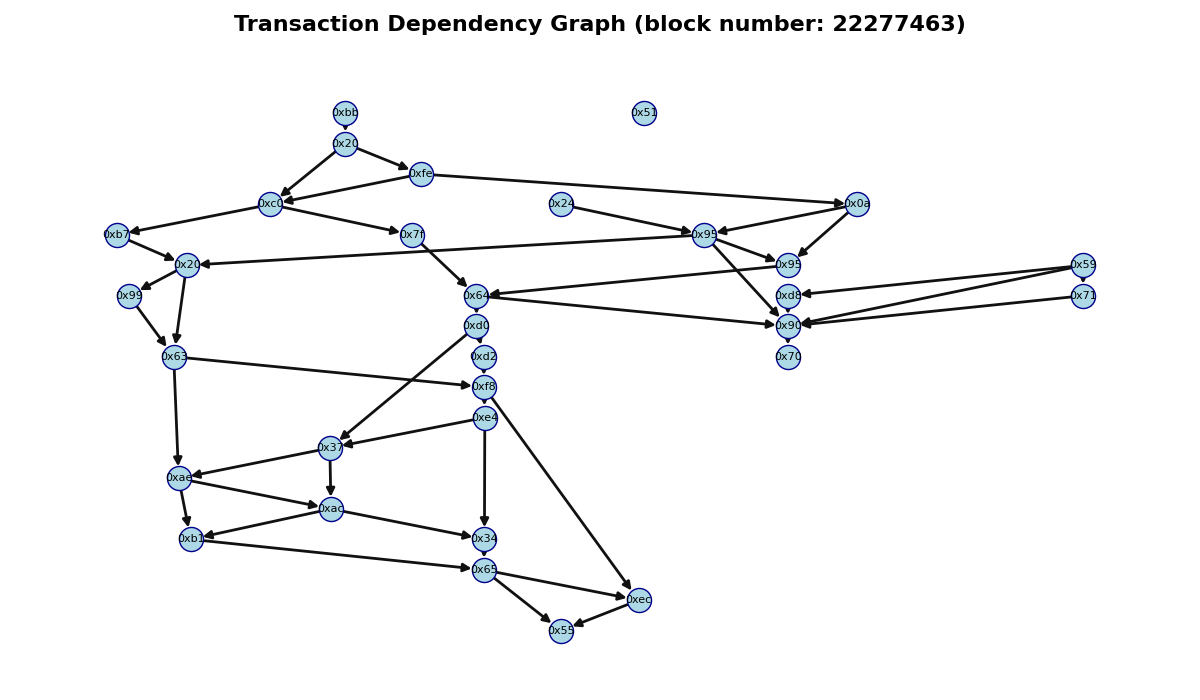 Transaction Dependency Graph (block number: 22277463)
0xbb
0x51
0x20
0xfe
0xc0
0x24
0x0a
0xb7
0x7f
0x95
0x20
0x95
0x59
0x99
0x64
0xd8
0x71
0xd0
0x90
0x63
0xd2
0x70
0xf8
0xe4
0x37
0xae
0xac
0xb1
0x34
0x65
0xec
0x55